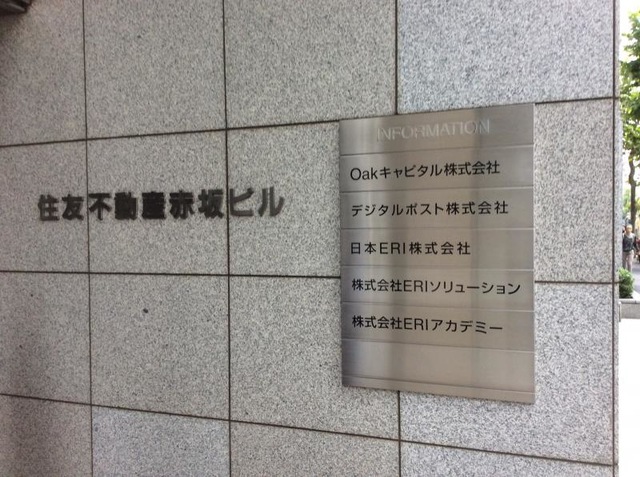 住友不動産赤坂ビル
INFORMATION
Oakキャピタル株式会社
デジタルポスト株式会社
日本ERI株式会社
株式会社ERIソリューション
株式会社ERIアカデミー